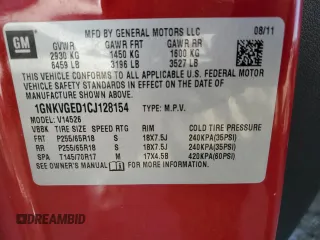 GM
MFD BY GENERAL MOTORS LLC
08/11
GVWR GAWR FRT GAWR RR
2930 KG 1450 KG 1600 KG
6459 LB 3196 LB 3527 LB
THIS VEHICLE CONFORMS TO ALL APPLICABLE U.S.
FEDERAL MOTOR VEHICLE SAFETY STANDARDS IN
EFFECT ON THE DATE OF MANUFACTURE SHOWN
ABOVE.
1GNKVGED1CJ128154 TYPE: M.P.V.
MODEL: V14526
TIRE SIZE SPEED RTG RIM COLD TIRE PRESSURE
FRT P255/65R18 S 18X7.5J 240KPA(35PSI)
RR P255/65R18 S 18X7.5J 240KPA(35PSI)
SPA T145/70R17 M 17X4.5B 420KPA(60PSI)
SEE OWNER'S MANUAL FOR ADDITIONAL INFORMATION.
DREAMBID
.COM